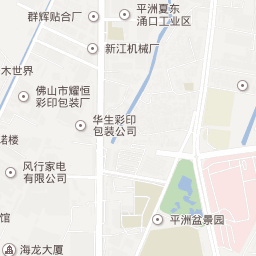 群辉贴合厂
平洲夏东
涌口工业区
新江机械厂
木世界
佛山市耀恒
彩印包装厂
华生彩印
包装公司
诺楼
风行家电
有限公司
平洲盆景园
馆
海龙大厦